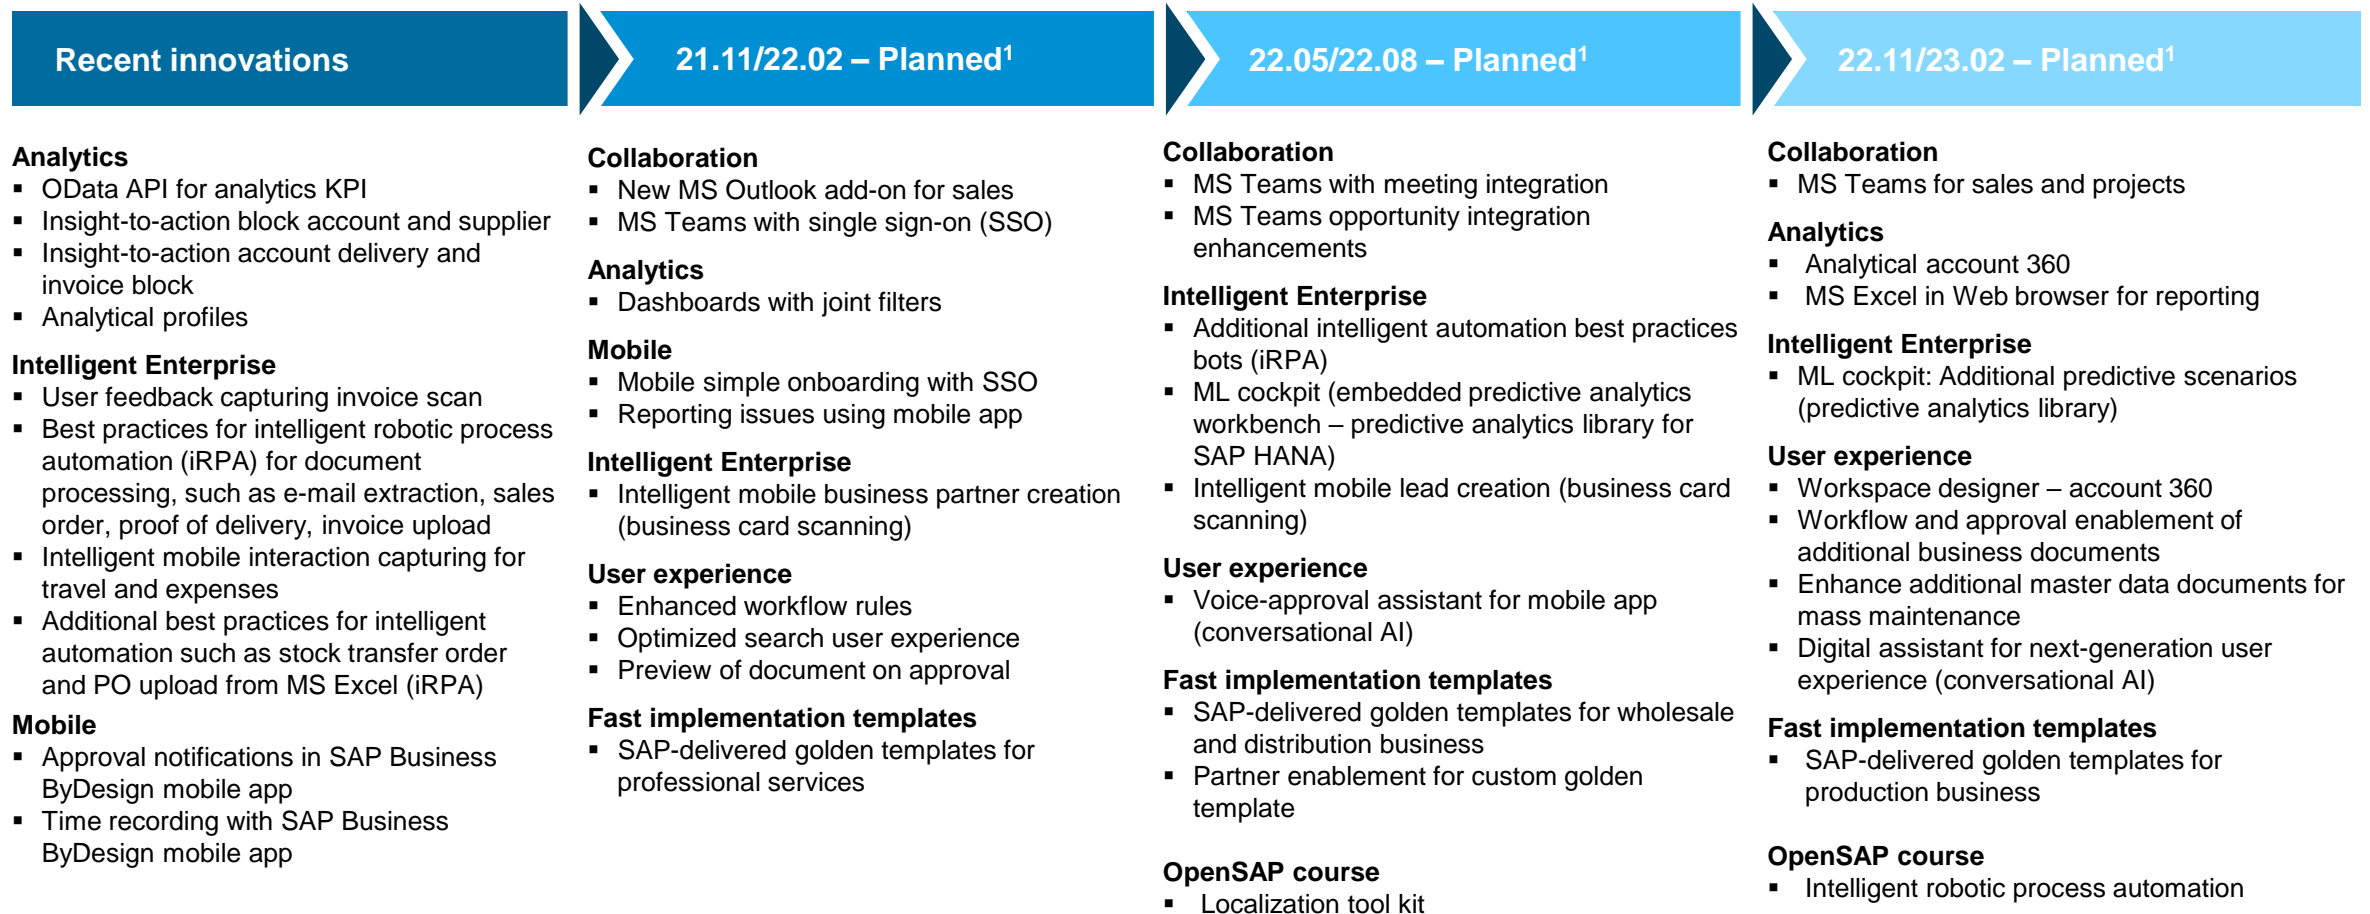 Recent innovations
21.11/22.02 – Planned¹
22.05/22.08 – Planned¹
22.11/23.02 – Planned¹
Analytics
▪ OData API for analytics KPI
▪ Insight-to-action block account and supplier
▪ Insight-to-action account delivery and
invoice block
▪ Analytical profiles
Intelligent Enterprise
▪ User feedback capturing invoice scan
▪ Best practices for intelligent robotic process
automation (iRPA) for document
processing, such as e-mail extraction, sales
order, proof of delivery, invoice upload
▪ Intelligent mobile interaction capturing for
travel and expenses
▪ Additional best practices for intelligent
automation such as stock transfer order
and PO upload from MS Excel (iRPA)
Mobile
▪ Approval notifications in SAP Business
ByDesign mobile app
▪ Time recording with SAP Business
ByDesign mobile app
Collaboration
▪ New MS Outlook add-on for sales
▪ MS Teams with single sign-on (SSO)
Analytics
▪ Dashboards with joint filters
Mobile
▪ Mobile simple onboarding with SSO
▪ Reporting issues using mobile app
Intelligent Enterprise
▪ Intelligent mobile business partner creation
(business card scanning)
User experience
▪ Enhanced workflow rules
▪ Optimized search user experience
▪ Preview of document on approval
Fast implementation templates
▪ SAP-delivered golden templates for
professional services
Collaboration
▪ MS Teams with meeting integration
▪ MS Teams opportunity integration
enhancements
Intelligent Enterprise
▪ Additional intelligent automation best practices
bots (iRPA)
▪ ML cockpit (embedded predictive analytics
workbench – predictive analytics library for
SAP HANA)
▪ Intelligent mobile lead creation (business card
scanning)
User experience
▪ Voice-approval assistant for mobile app
(conversational AI)
Fast implementation templates
▪ SAP-delivered golden templates for wholesale
and distribution business
▪ Partner enablement for custom golden
template
OpenSAP course
▪ Localization tool kit
Collaboration
▪ MS Teams for sales and projects
Analytics
▪ Analytical account 360
▪ MS Excel in Web browser for reporting
Intelligent Enterprise
▪ ML cockpit: Additional predictive scenarios
(predictive analytics library)
User experience
▪ Workspace designer – account 360
▪ Workflow and approval enablement of
additional business documents
▪ Enhance additional master data documents for
mass maintenance
▪ Digital assistant for next-generation user
experience (conversational AI)
Fast implementation templates
▪ SAP-delivered golden templates for
production business
OpenSAP course
▪ Intelligent robotic process automation